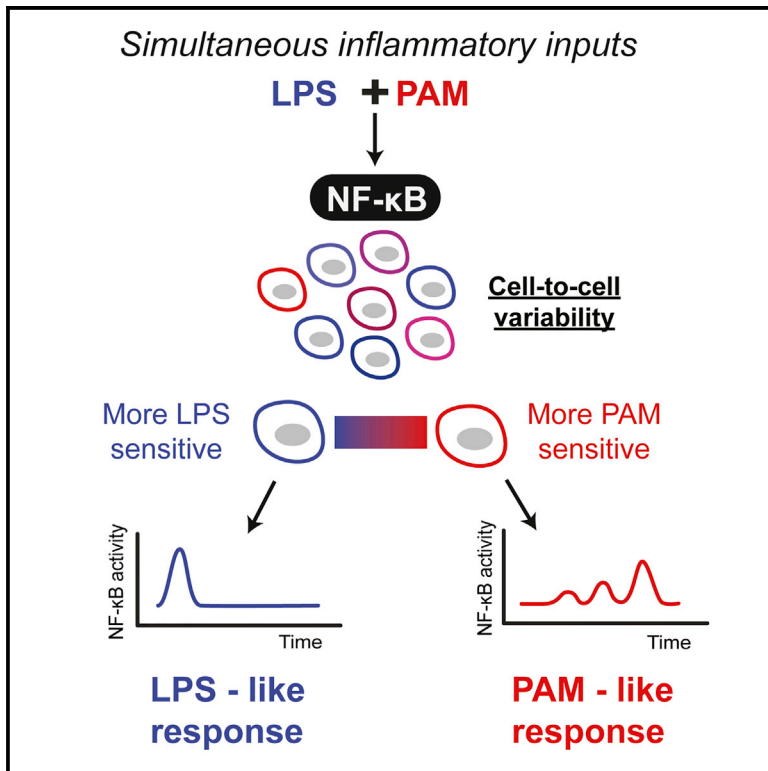 Simultaneous inflammatory inputs
LPS + PAM
NF-κB
Cell-to-cell
variability
More LPS
sensitive
More PAM
sensitive
NF-κB activity
Time
NF-κB activity
Time
LPS - like
response
PAM - like
response